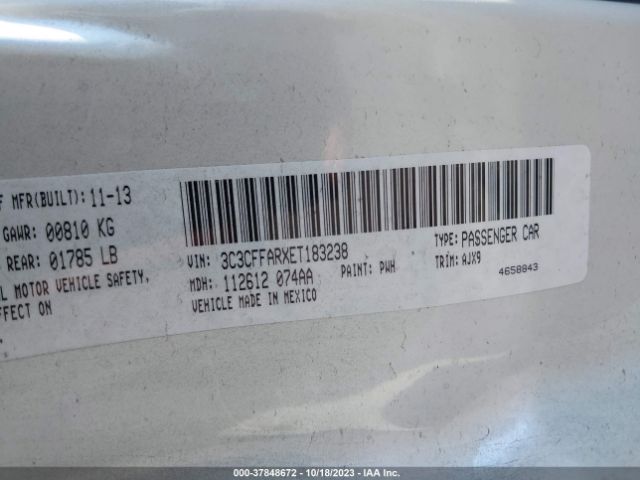 F MFR(BUILT): 11-13
GAWR: 00810 KG
REAR: 01785 LB
L MOTOR VEHICLE SAFETY,
FFECT ON
VIN: 3C3CFFARXET183238
TYPE: PASSENGER CAR
MDH: 112612 074AA
PAINT: PWH
TRIM: AJX9
VEHICLE MADE IN MEXICO
4658843
000-37848672 - 10/18/2023 - IAA Inc.